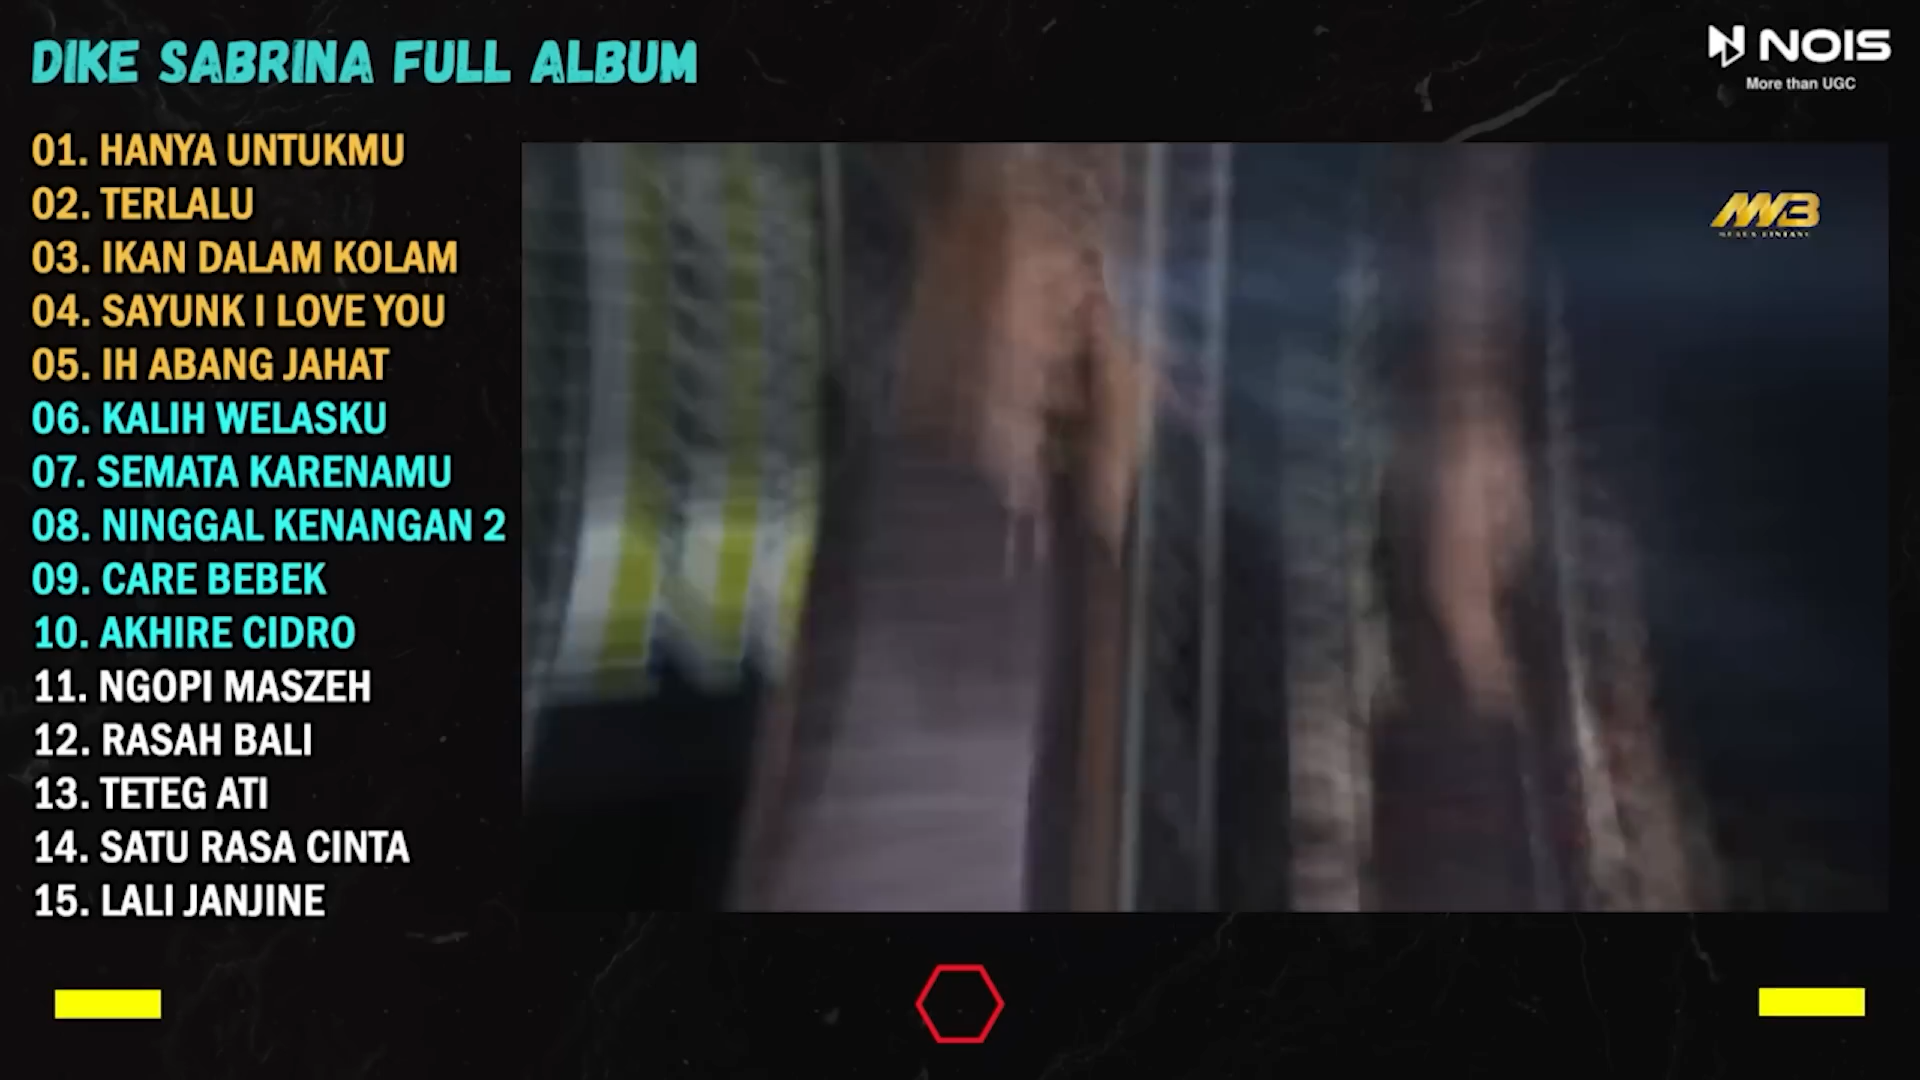 DIKE SABRINA FULL ALBUM
NOIS
More than UGC
01. HANYA UNTUKMU
02. TERLALU
03. IKAN DALAM KOLAM
04. SAYUNK I LOVE YOU
05. IH ABANG JAHAT
06. KALIH WELASKU
07. SEMATA KARENAMU
08. NINGGAL KENANGAN 2
09. CARE BEBEK
10. AKHIRE CIDRO
11. NGOPI MASZEH
12. RASAH BALI
13. TETEG ATI
14. SATU RASA CINTA
15. LALI JANJINE